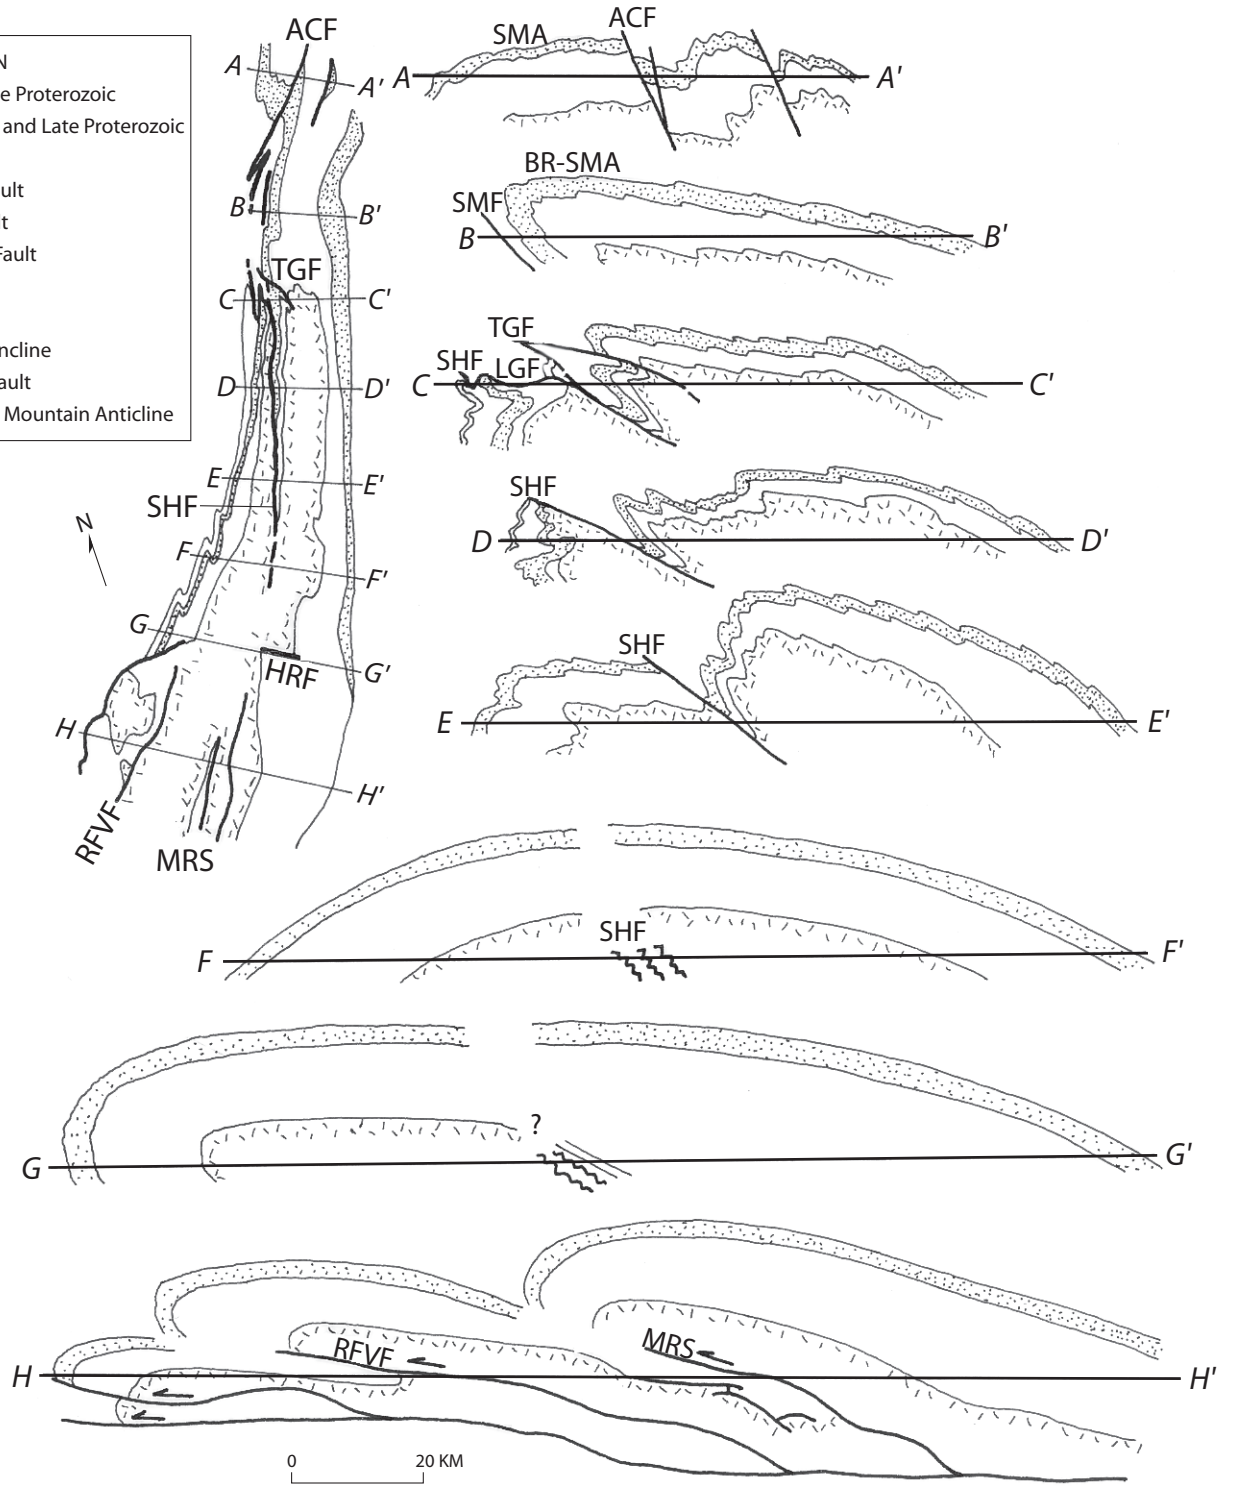 N
e Proterozoic
and Late Proterozoic
ult
lt
Fault
ncline
ault
Mountain Anticline
ACF
A
A'
B
B'
TGF
C
C'
D
D'
E
E'
SHF
N
F
F'
G
G'
HRF
H
H'
RFVF
MRS
SMA
ACF
A
A'
BR-SMA
SMF
B
B'
TGF
SHF
LGF
C
C'
SHF
D
D'
SHF
E
E'
SHF
F
F'
?
G
G'
RFVF
MRS
H
H'
0 20 KM